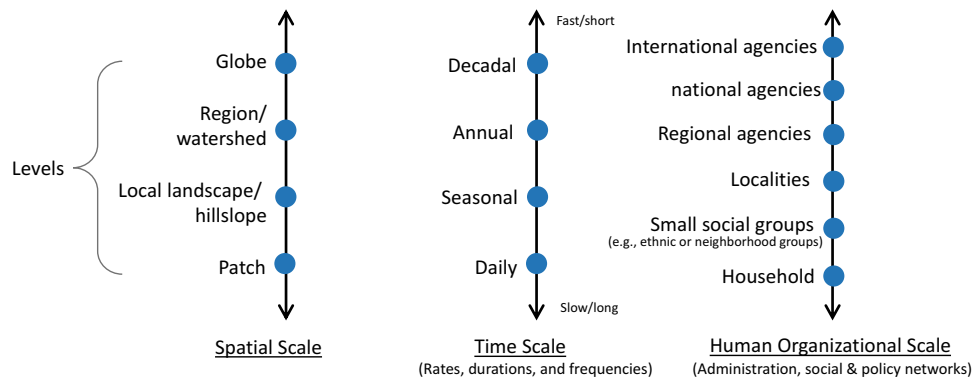 Levels
Globe
Region/
watershed
Local landscape/
hillslope
Patch
Spatial Scale
Fast/short
Decadal
Annual
Seasonal
Daily
Slow/long
Time Scale
(Rates, durations, and frequencies)
International agencies
national agencies
Regional agencies
Localities
Small social groups
(e.g., ethnic or neighborhood groups)
Household
Human Organizational Scale
(Administration, social & policy networks)